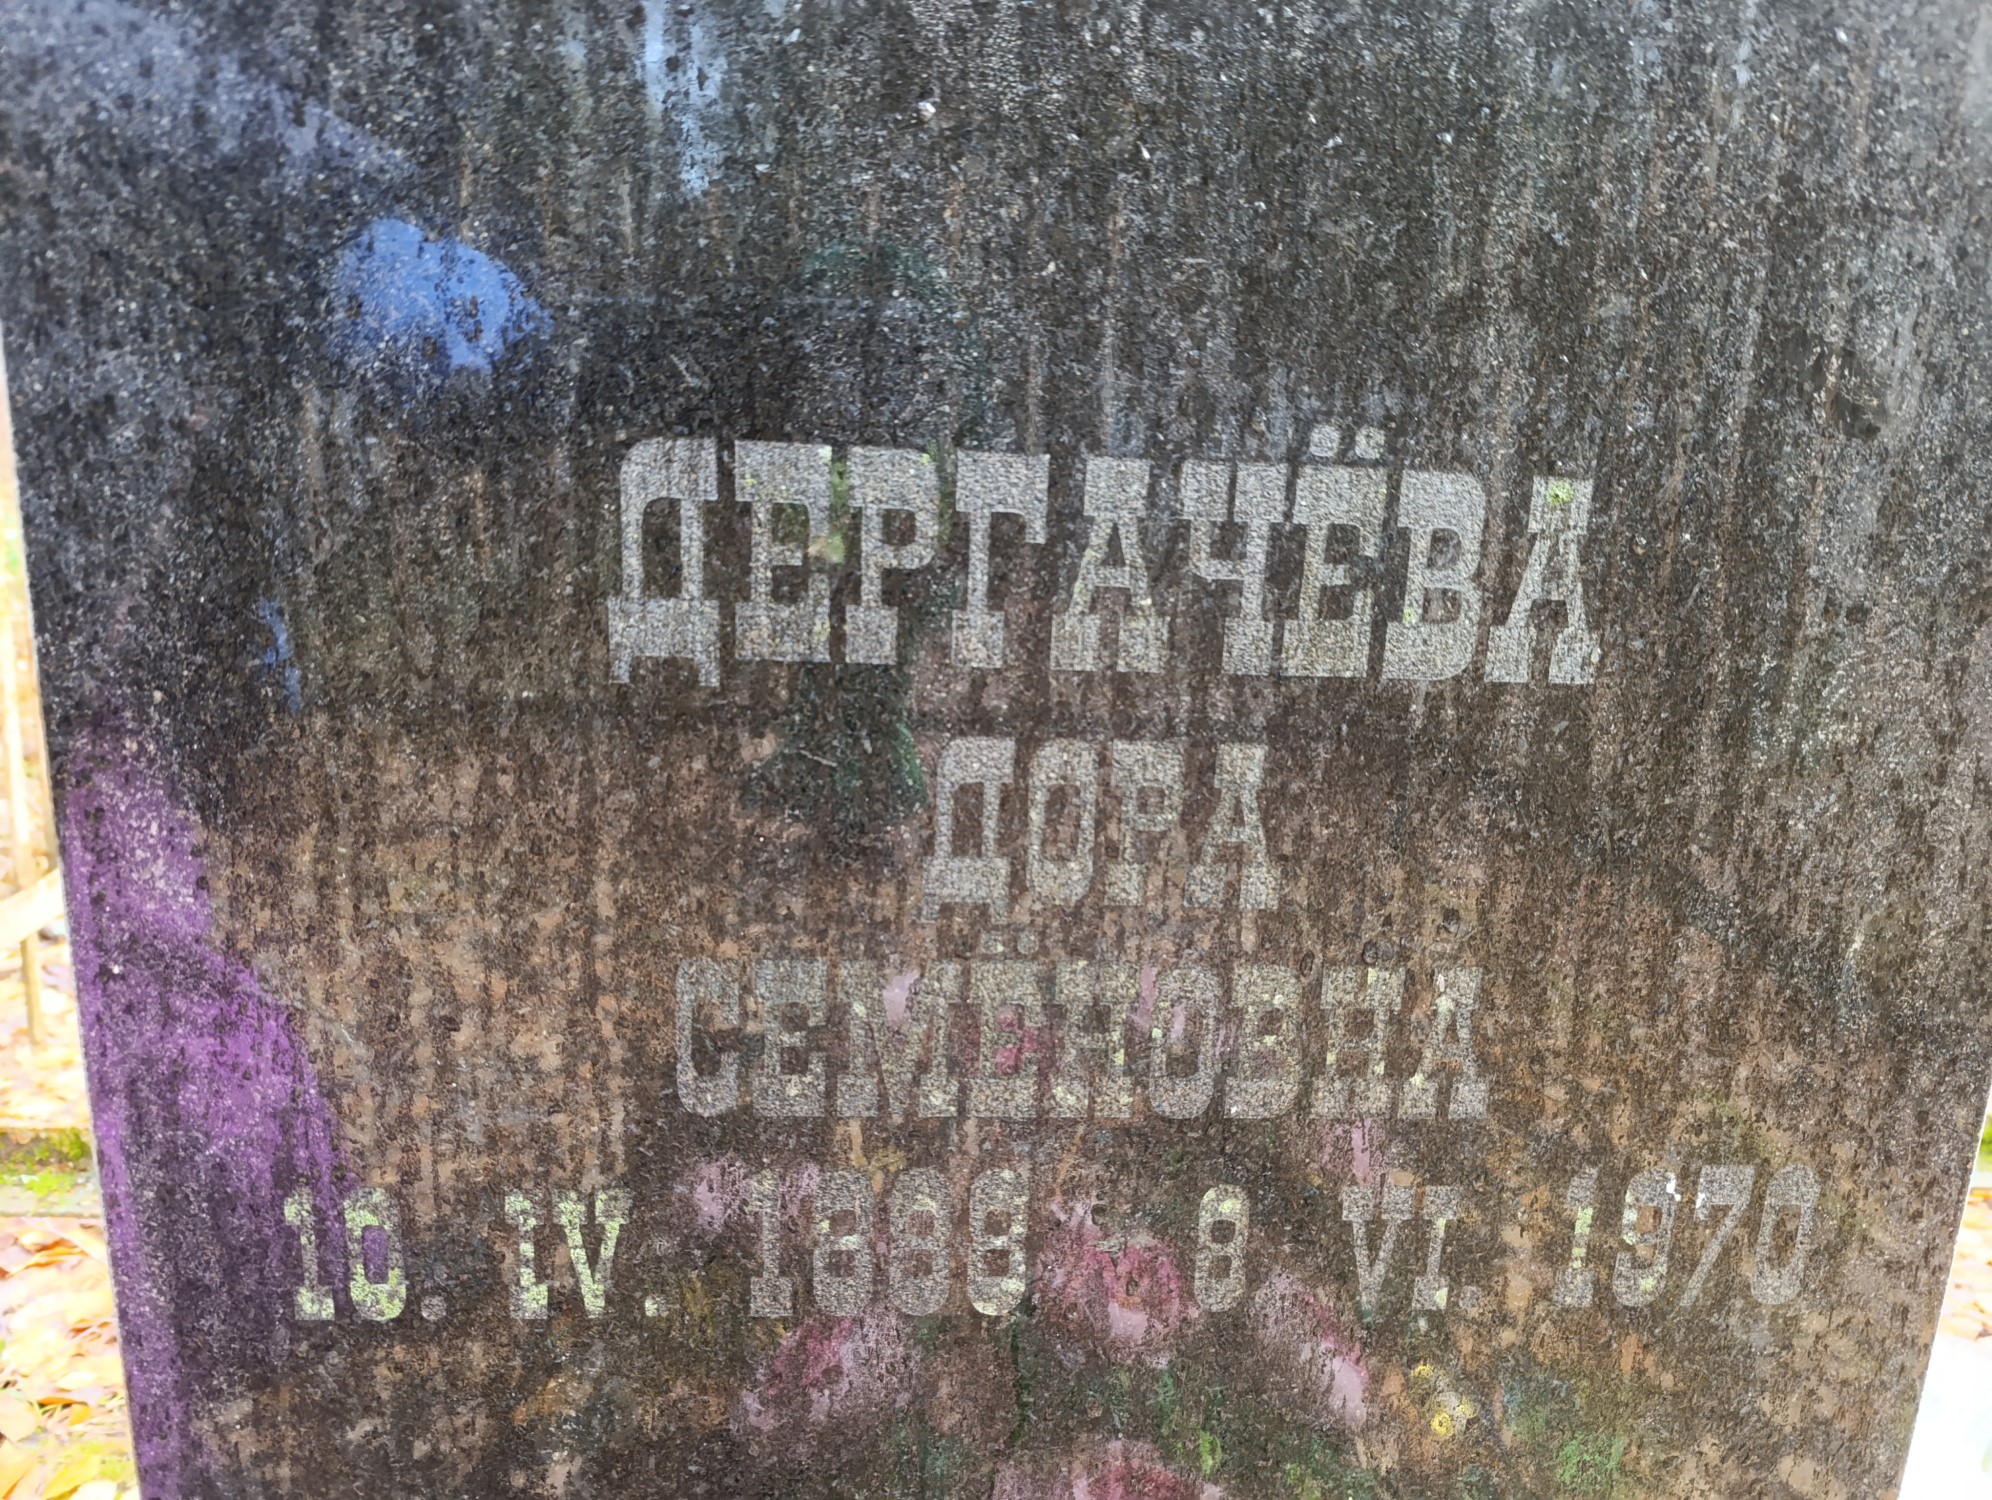 ДЕРГАЧЁВА
ДОРА
СЕМЁНОВНА
10. IV. 1888 - 8 VI. 1970